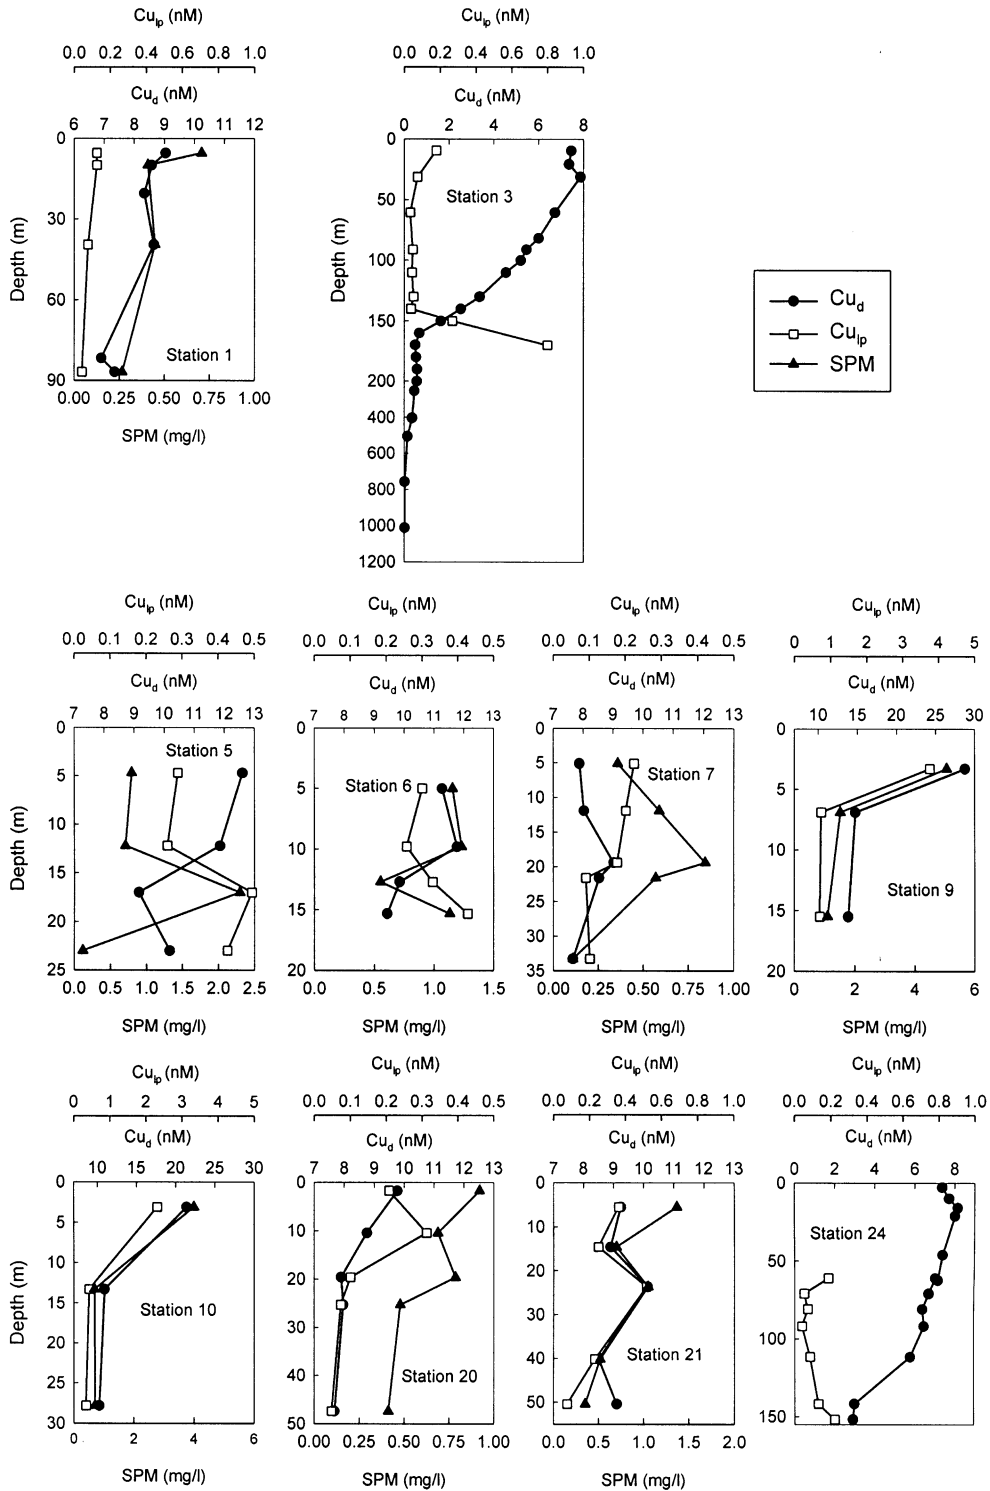 Cu_lp (nM) Cu_lp (nM)
0.0 0.2 0.4 0.6 0.8 1.0 0.0 0.2 0.4 0.6 0.8 1.0
Cu_d (nM) Cu_d (nM)
6 7 8 9 10 11 12 0 2 4 6 8
0 0
30 50
60 100
90 150
200
400
600
800
1000
1200
Depth (m) Depth (m)
Station 1 Station 3
0.00 0.25 0.50 0.75 1.00
SPM (mg/l)
Cu_d
Cu_lp
SPM
Cu_lp (nM) Cu_lp (nM) Cu_lp (nM) Cu_lp (nM)
0.0 0.1 0.2 0.3 0.4 0.5 0.0 0.1 0.2 0.3 0.4 0.5 0.0 0.1 0.2 0.3 0.4 0.5 0 1 2 3 4 5
Cu_d (nM) Cu_d (nM) Cu_d (nM) Cu_d (nM)
7 8 9 10 11 12 13 7 8 9 10 11 12 13 7 8 9 10 11 12 13 10 15 20 25 30
0 0 0 0
5 5 5 5
10 10 10 10
15 15 15 15
20 20 20 20
25 25
30
35
Depth (m)
Station 5 Station 6 Station 7 Station 9
0.0 0.5 1.0 1.5 2.0 2.5 0.0 0.5 1.0 1.5 0.00 0.25 0.50 0.75 1.00 0 2 4 6
SPM (mg/l) SPM (mg/l) SPM (mg/l) SPM (mg/l)
Cu_lp (nM) Cu_lp (nM) Cu_lp (nM) Cu_lp (nM)
0 1 2 3 4 5 0.0 0.1 0.2 0.3 0.4 0.5 0.0 0.2 0.4 0.6 0.8 1.0 0.0 0.2 0.4 0.6 0.8 1.0
Cu_d (nM) Cu_d (nM) Cu_d (nM) Cu_d (nM)
10 15 20 25 30 7 8 9 10 11 12 13 7 8 9 10 11 12 13 0 2 4 6 8
0 0 0 0
5 10 10 50
10 20 20 100
15 30 30 150
20 40 40
25 50 50
30
Depth (m)
Station 10 Station 20 Station 21 Station 24
0 2 4 6 0.00 0.25 0.50 0.75 1.00 0.0 0.5 1.0 1.5 2.0
SPM (mg/l) SPM (mg/l) SPM (mg/l)